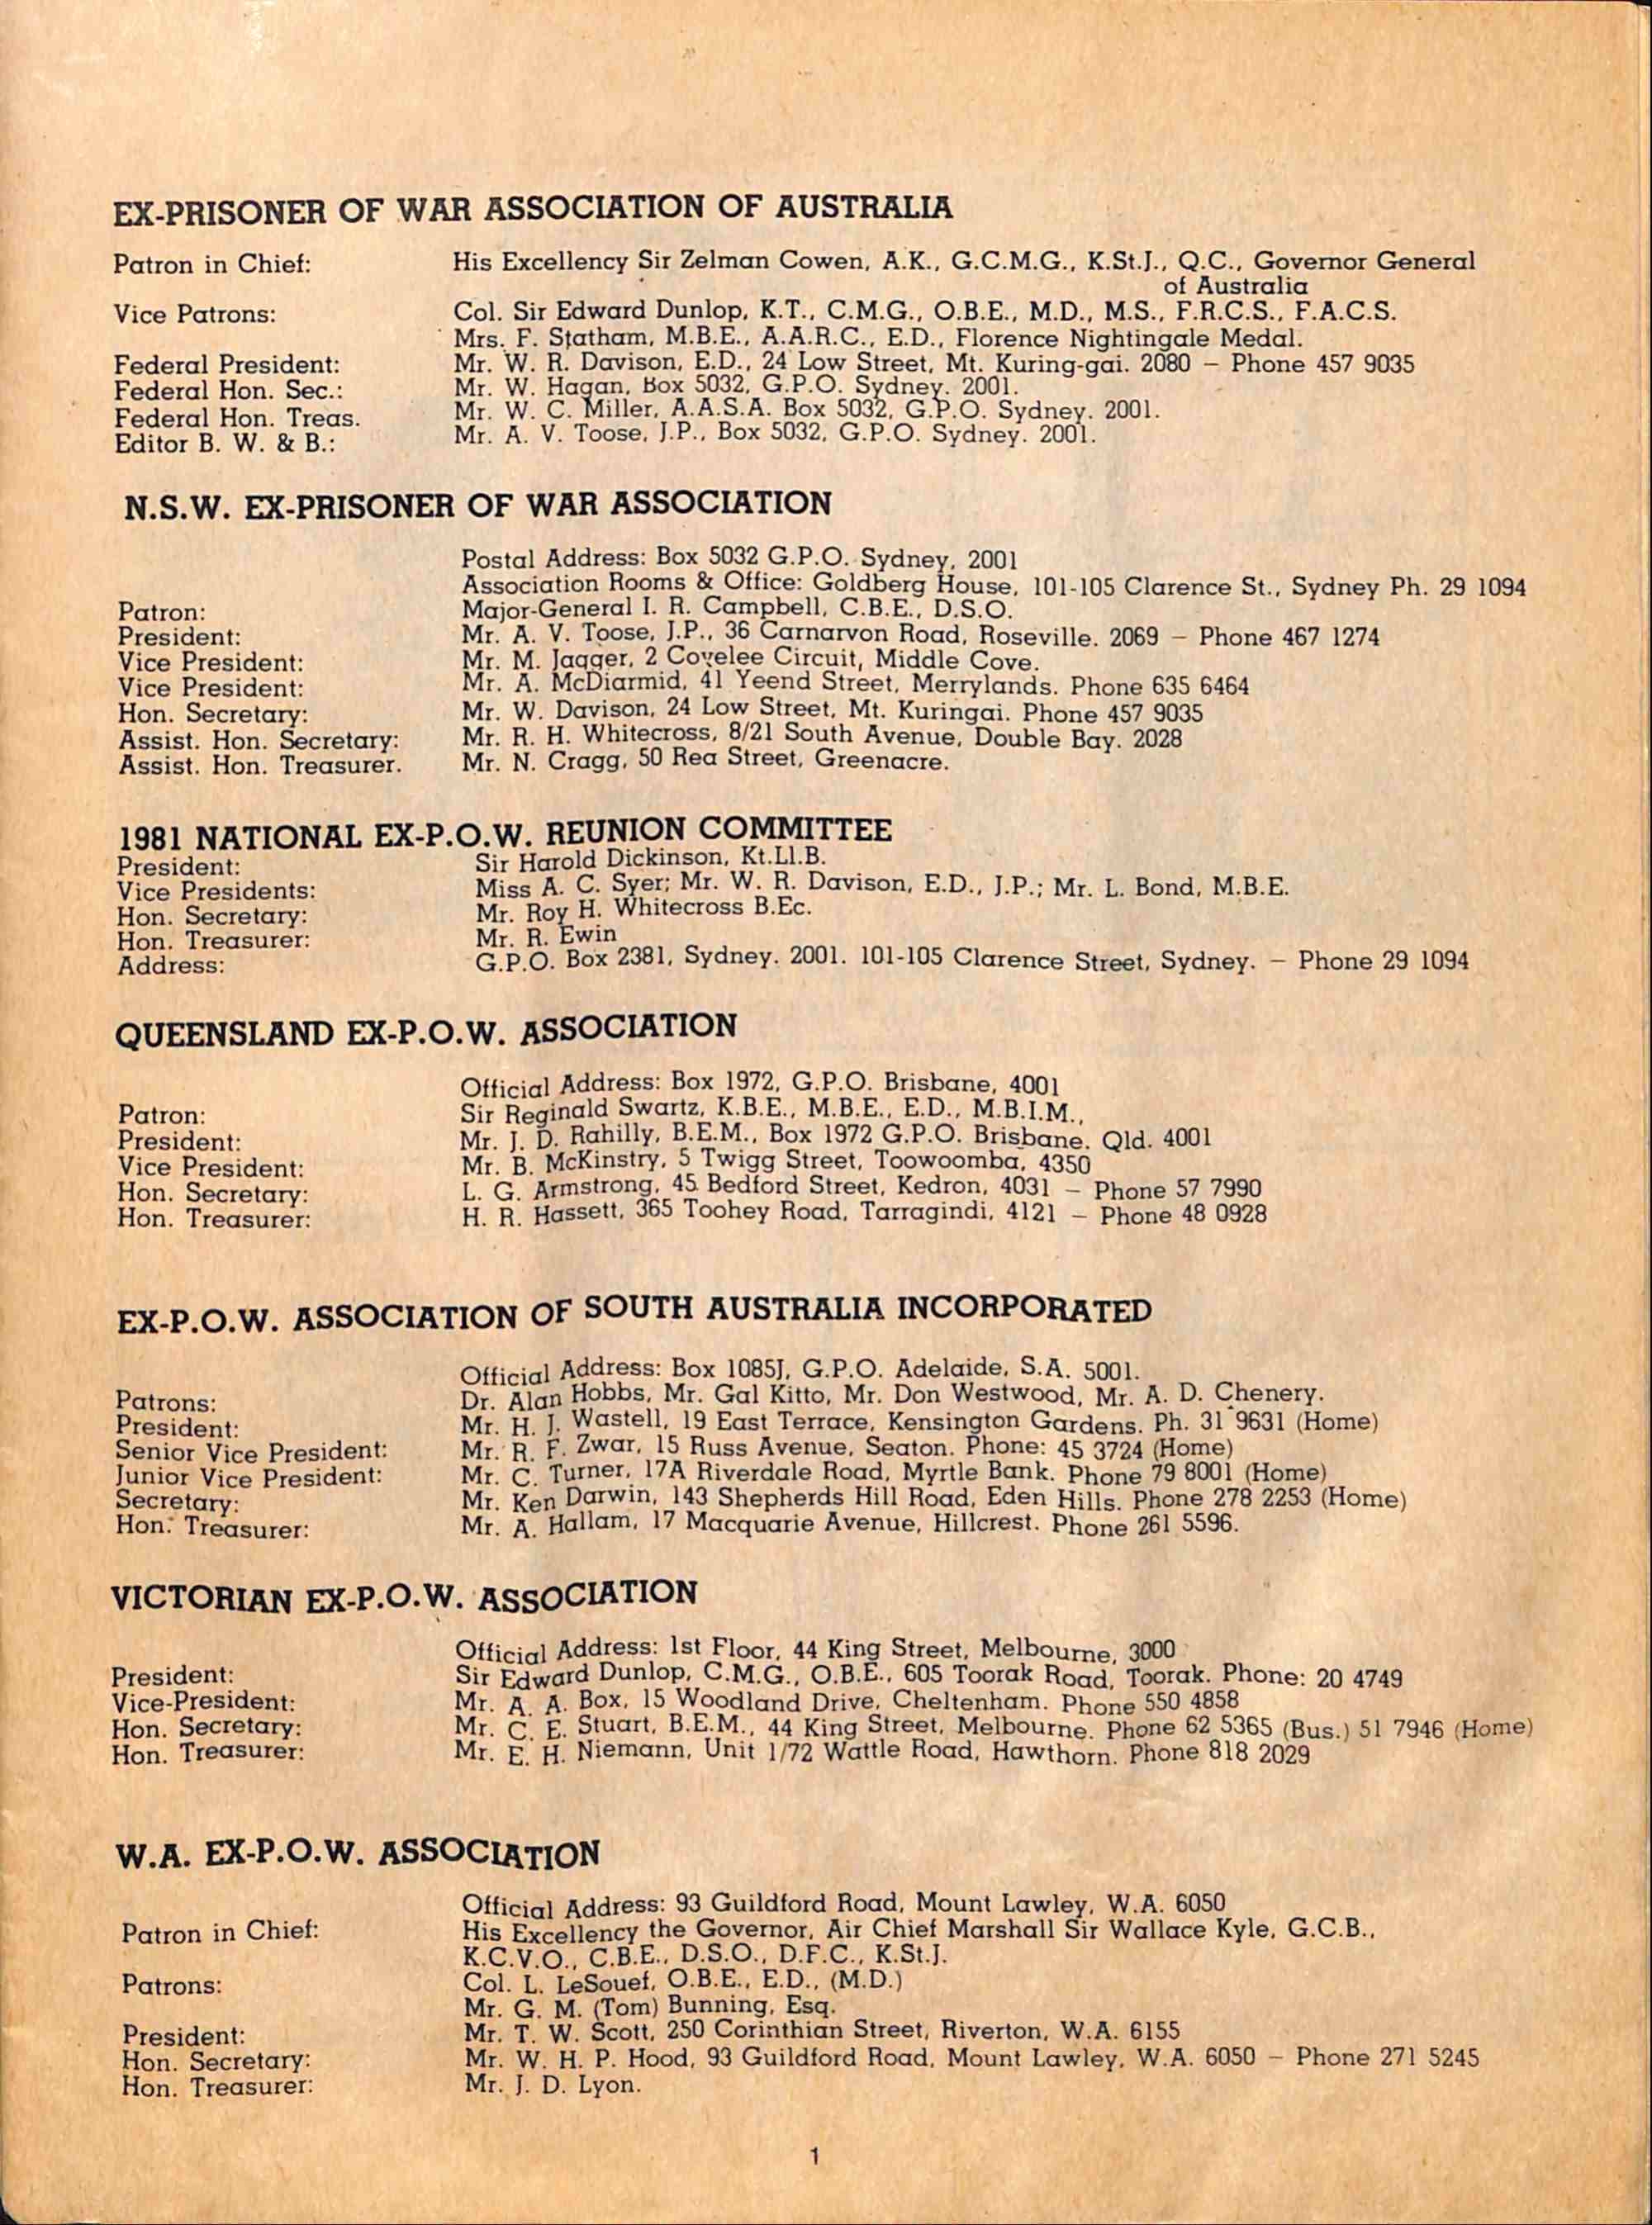 EX-PRISONER OF WAR ASSOCIATION OF AUSTRALIA
Patron in Chief: His Excellency Sir Zelman Cowen, A.K., G.C.M.G., K.St.J., Q.C., Governor General
of Australia
Vice Patrons: Col. Sir Edward Dunlop, K.T., C.M.G., O.B.E., M.D., M.S., F.R.C.S., F.A.C.S.
Mrs. F. Statham, M.B.E., A.A.R.C., E.D., Florence Nightingale Medal.
Federal President: Mr. W. R. Davison, E.D., 24 Low Street, Mt. Kuring-gai. 2080 – Phone 457 9035
Federal Hon. Sec.: Mr. W. Hagan, Box 5032, G.P.O. Sydney. 2001.
Federal Hon. Treas. Mr. W. C. Miller, A.A.S.A. Box 5032, G.P.O. Sydney. 2001.
Editor B. W. & B.: Mr. A. V. Toose, J.P., Box 5032, G.P.O. Sydney. 2001.
N.S.W. EX-PRISONER OF WAR ASSOCIATION
Postal Address: Box 5032 G.P.O. Sydney, 2001
Association Rooms & Office: Goldberg House, 101-105 Clarence St., Sydney Ph. 29 1094
Patron: Major-General I. R. Campbell, C.B.E., D.S.O.
President: Mr. A. V. Toose, J.P., 36 Carnarvon Road, Roseville. 2069 – Phone 467 1274
Vice President: Mr. M. Jagger, 2 Covelee Circuit, Middle Cove.
Vice President: Mr. A. McDiarmid, 41 Yeend Street, Merrylands. Phone 635 6464
Hon. Secretary: Mr. W. Davison, 24 Low Street, Mt. Kuringai. Phone 457 9035
Assist. Hon. Secretary: Mr. R. H. Whitecross, 8/21 South Avenue, Double Bay. 2028
Assist. Hon. Treasurer. Mr. N. Cragg, 50 Rea Street, Greenacre.
1981 NATIONAL EX-P.O.W. REUNION COMMITTEE
President: Sir Harold Dickinson, Kt.Ll.B.
Vice Presidents: Miss A. C. Syer; Mr. W. R. Davison, E.D., J.P.; Mr. L. Bond, M.B.E.
Hon. Secretary: Mr. Roy H. Whitecross B.Ec.
Hon. Treasurer: Mr. R. Ewin
Address: G.P.O. Box 2381, Sydney. 2001. 101-105 Clarence Street, Sydney. – Phone 29 1094
QUEENSLAND EX-P.O.W. ASSOCIATION
Official Address: Box 1972, G.P.O. Brisbane, 4001
Patron: Sir Reginald Swartz, K.B.E., M.B.E., E.D., M.B.I.M.,
President: Mr. J. D. Rahilly, B.E.M., Box 1972 G.P.O. Brisbane. Qld. 4001
Vice President: Mr. B. McKinstry, 5 Twigg Street, Toowoomba, 4350
Hon. Secretary: L. G. Armstrong, 45 Bedford Street, Kedron, 4031 – Phone 57 7990
Hon. Treasurer: H. R. Hassett, 365 Toohey Road, Tarragindi, 4121 – Phone 48 0928
EX-P.O.W. ASSOCIATION OF SOUTH AUSTRALIA INCORPORATED
Official Address: Box 1085J, G.P.O. Adelaide, S.A. 5001.
Patrons: Dr. Alan Hobbs, Mr. Gal Kitto, Mr. Don Westwood, Mr. A. D. Chenery.
President: Mr. H. J. Wastell, 19 East Terrace, Kensington Gardens. Ph. 31 9631 (Home)
Senior Vice President: Mr. R. F. Zwar, 15 Russ Avenue, Seaton. Phone: 45 3724 (Home)
Junior Vice President: Mr. C. Turner, 17A Riverdale Road, Myrtle Bank. Phone 79 8001 (Home)
Secretary: Mr. Ken Darwin, 143 Shepherds Hill Road, Eden Hills. Phone 278 2253 (Home)
Hon. Treasurer: Mr. A. Hallam, 17 Macquarie Avenue, Hillcrest. Phone 261 5596.
VICTORIAN EX-P.O.W. ASSOCIATION
Official Address: 1st Floor, 44 King Street, Melbourne, 3000
President: Sir Edward Dunlop, C.M.G., O.B.E., 605 Toorak Road, Toorak. Phone: 20 4749
Vice-President: Mr. A. A. Box, 15 Woodland Drive, Cheltenham. Phone 550 4858
Hon. Secretary: Mr. C. E. Stuart, B.E.M., 44 King Street, Melbourne. Phone 62 5365 (Bus.) 51 7946 (Home)
Hon. Treasurer: Mr. E. H. Niemann, Unit 1/72 Wattle Road, Hawthorn. Phone 818 2029
W.A. EX-P.O.W. ASSOCIATION
Official Address: 93 Guildford Road, Mount Lawley, W.A. 6050
Patron in Chief: His Excellency the Governor, Air Chief Marshall Sir Wallace Kyle, G.C.B.,
K.C.V.O., C.B.E., D.S.O., D.F.C., K.St.J.
Patrons: Col. L. LeSouef, O.B.E., E.D., (M.D.)
Mr. G. M. (Tom) Bunning, Esq.
President: Mr. T. W. Scott, 250 Corinthian Street, Riverton, W.A. 6155
Hon. Secretary: Mr. W. H. P. Hood, 93 Guildford Road, Mount Lawley, W.A. 6050 – Phone 271 5245
Hon. Treasurer: Mr. J. D. Lyon.
1